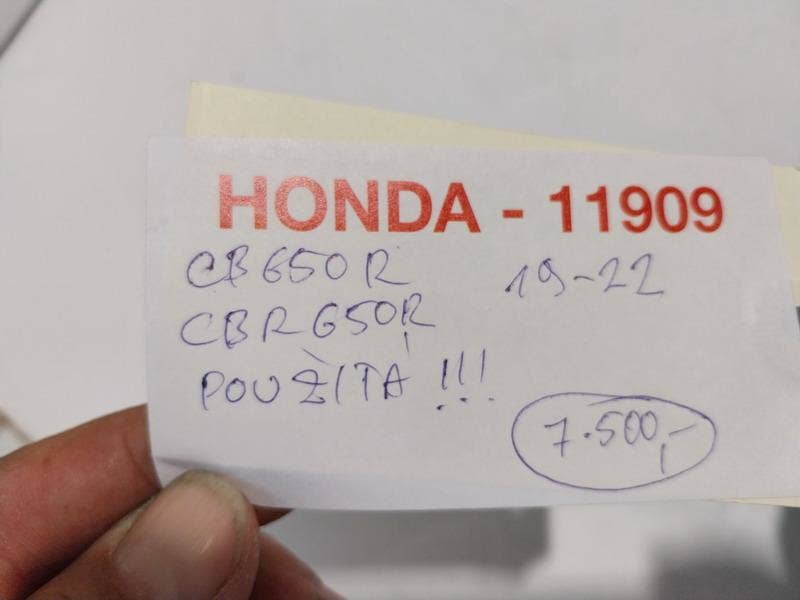 HONDA - 11909
CB650R 19-22
CBR650R
POUŽITÁ !!!
7.500,-